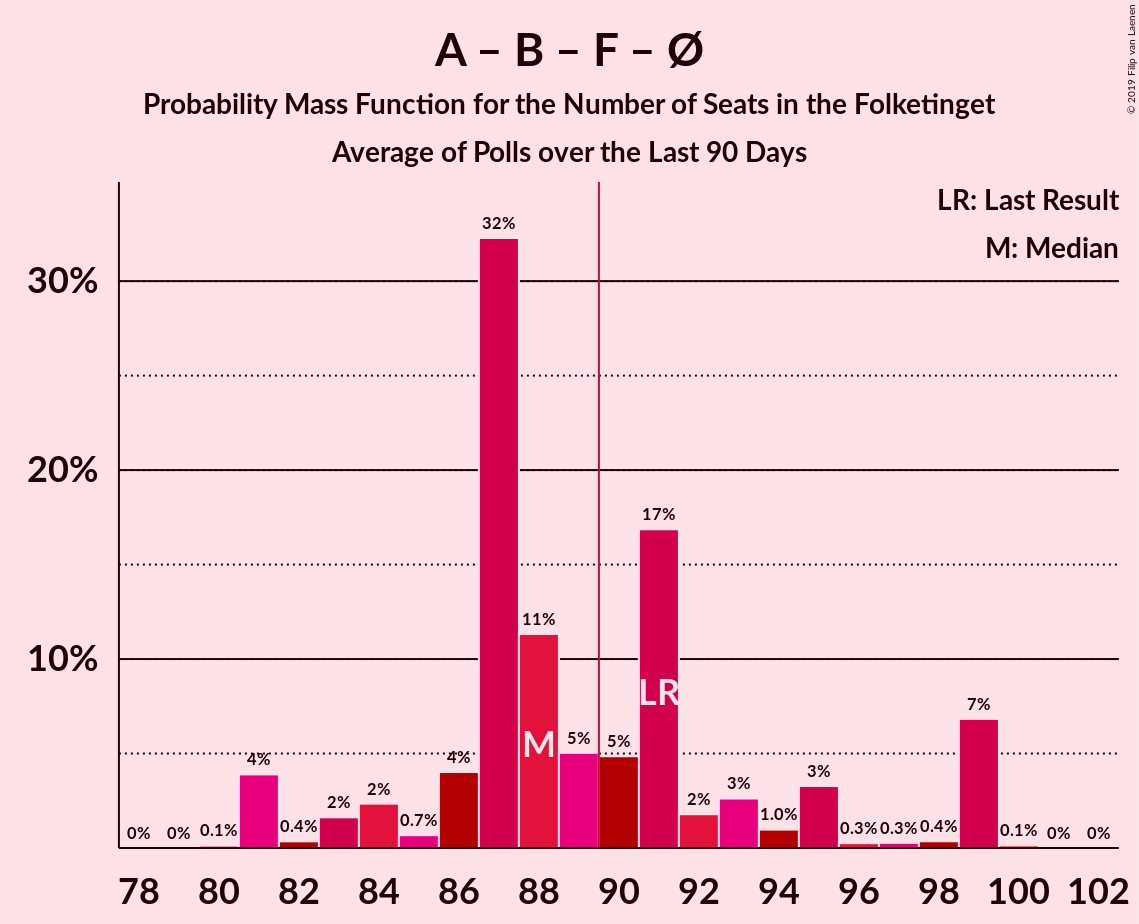 A – B – F – Ø
Probability Mass Function for the Number of Seats in the Folketinget
Average of Polls over the Last 90 Days
© 2019 Filip van Laenen
LR: Last Result
M: Median
30%
20%
10%
0% 0% 0.1% 4% 0.4% 2% 2% 0.7% 4% 32% 11% 5% 5% 17% 2% 3% 1.0% 3% 0.3% 0.3% 0.4% 7% 0.1% 0% 0%
M
LR
78 80 82 84 86 88 90 92 94 96 98 100 102